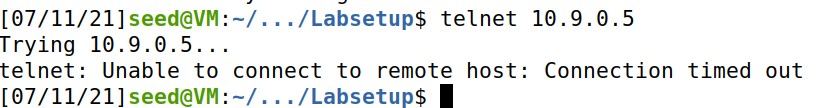 [07/11/21]seed@VM:~/.../Labsetup$ telnet 10.9.0.5
Trying 10.9.0.5...
telnet: Unable to connect to remote host: Connection timed out
[07/11/21]seed@VM:~/.../Labsetup$